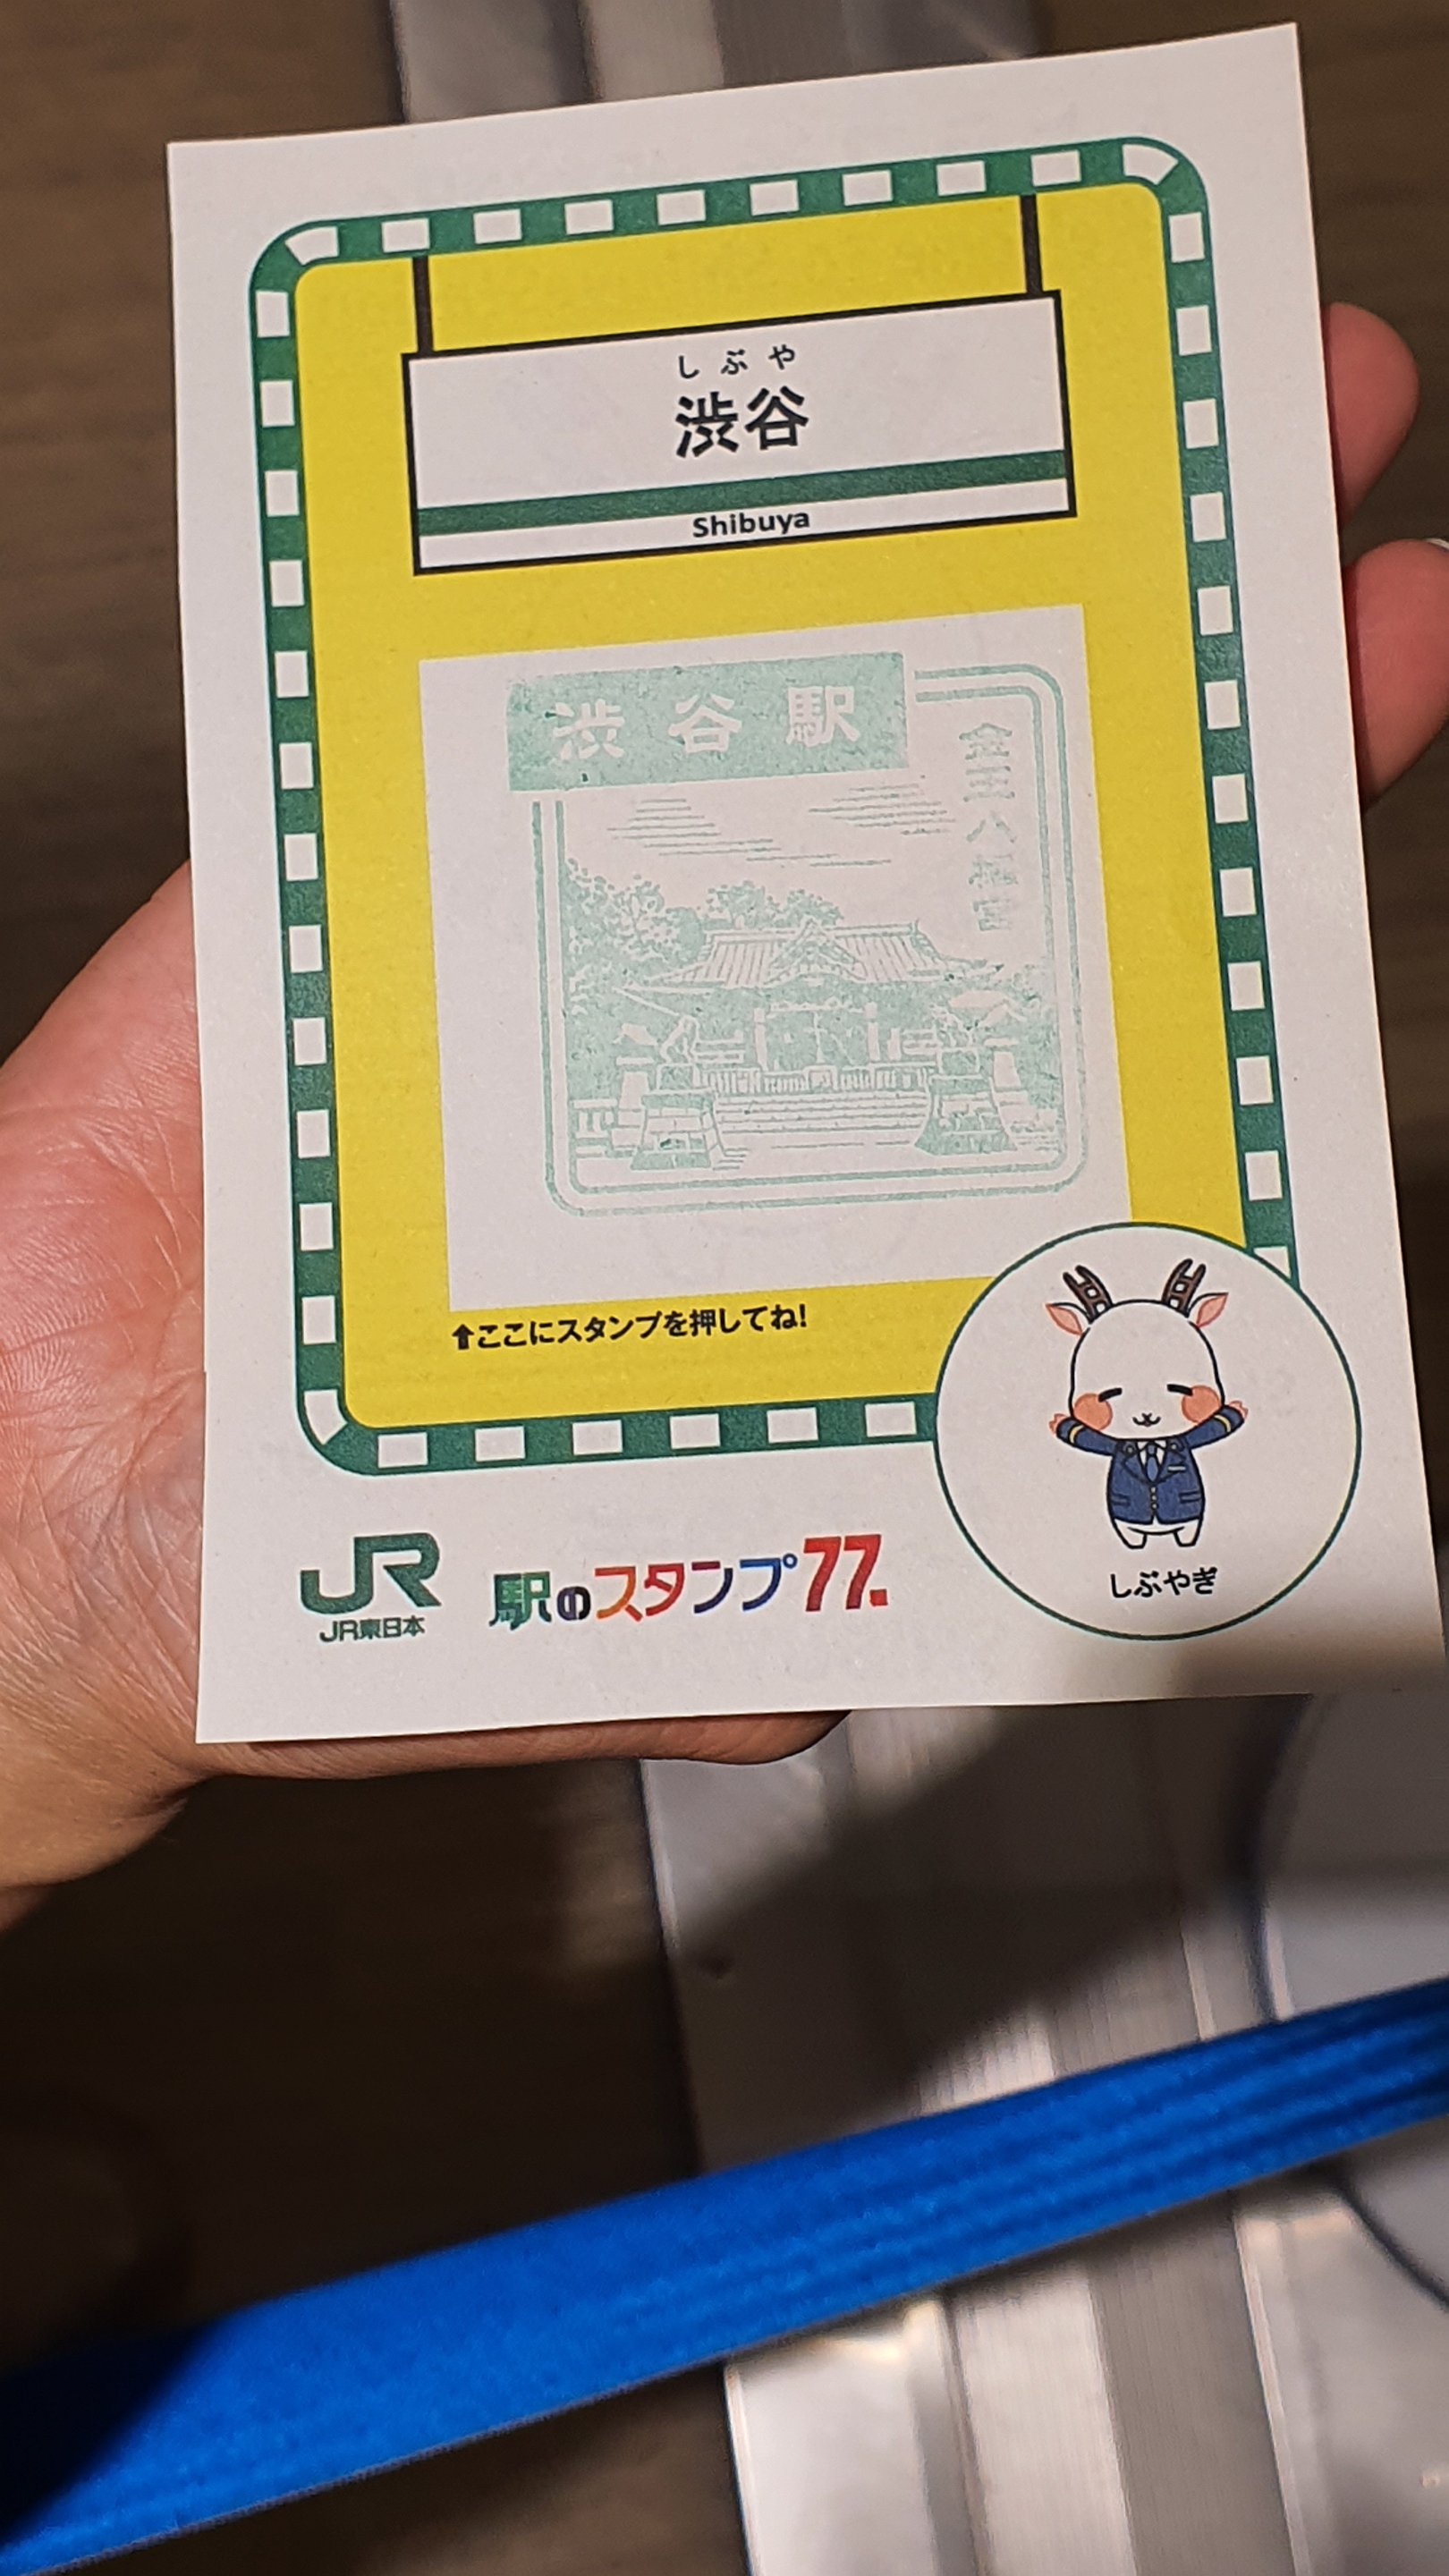 しぶや
渋谷
Shibuya
渋谷駅
金王八幡宮
⬆ここにスタンプを押してね!
しぶやぎ
JR
JR東日本
駅のスタンプ77.